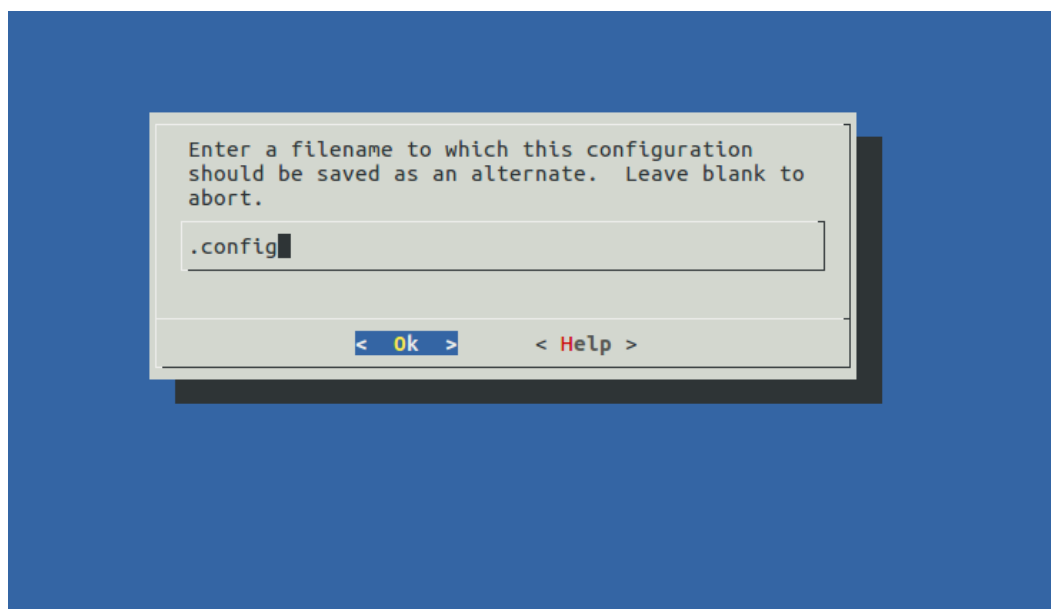 Enter a filename to which this configuration
should be saved as an alternate.  Leave blank to
abort.
.config
<  Ok  > < Help >